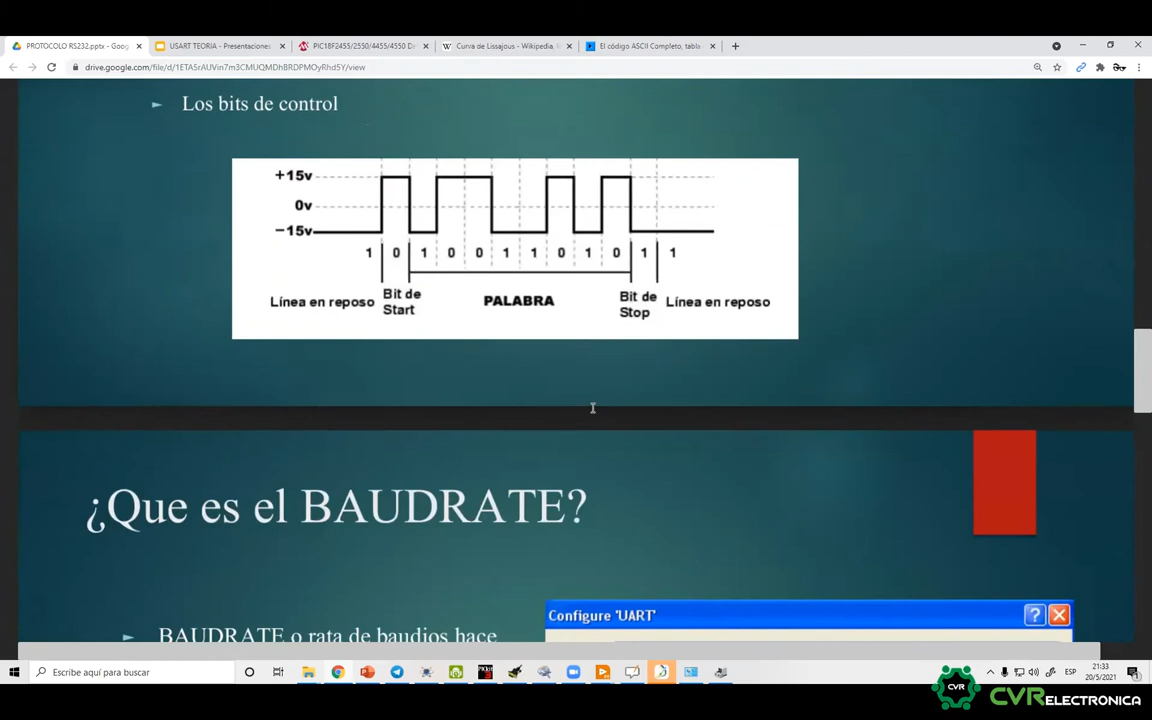 PROTOCOLO RS232.pptx - Goog
USART TEORIA - Presentaciones
PIC18F2455/2550/4455/4550 Da
Curva de Lissajous - Wikipedia, l
El código ASCII Completo, tabla
drive.google.com/file/d/1ETA5rAUVin7m3CMUQMDhBRDPMOyRhd5Y/view
Los bits de control
+15v
0v
-15v
1 0 1 0 0 1 1 0 1 0 1 1
Línea en reposo
Bit de
Start
PALABRA
Bit de
Stop
Línea en reposo
¿Que es el BAUDRATE?
Configure 'UART'
BAUDRATE o rata de baudios hace
Escribe aquí para buscar
ESP
21:33
20/5/2021
CVR
CVRELECTRONICA